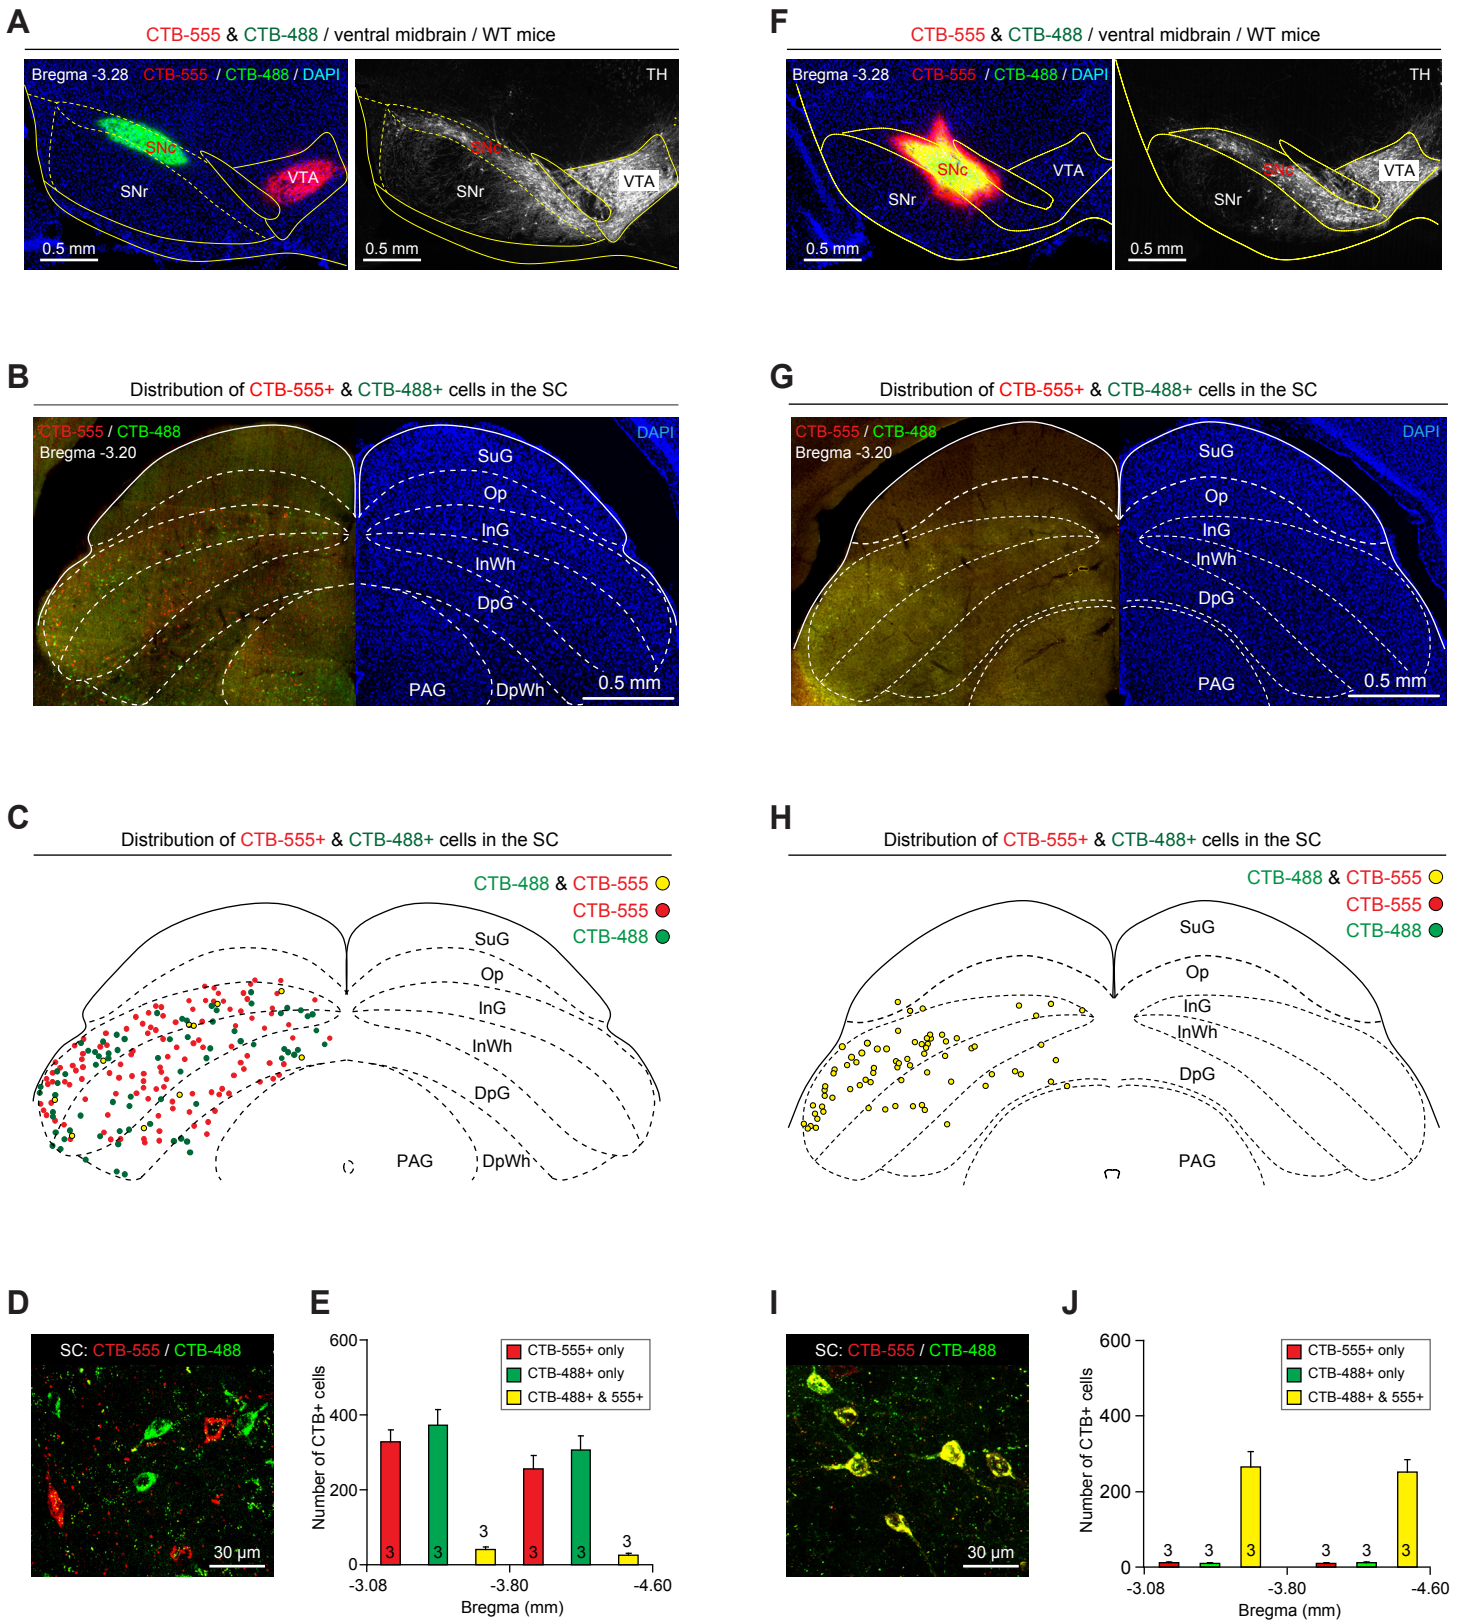 A
CTB-555 & CTB-488 / ventral midbrain / WT mice
Bregma -3.28 CTB-555 / CTB-488 / DAPI
SNc
SNr
VTA
0.5 mm
TH
SNc
SNr
VTA
0.5 mm
F
CTB-555 & CTB-488 / ventral midbrain / WT mice
Bregma -3.28 CTB-555 / CTB-488 / DAPI
SNc
SNr
VTA
0.5 mm
TH
SNc
SNr
VTA
0.5 mm
B
Distribution of CTB-555+ & CTB-488+ cells in the SC
CTB-555 / CTB-488
Bregma -3.20
DAPI
SuG
Op
InG
InWh
DpG
PAG
DpWh
0.5 mm
G
Distribution of CTB-555+ & CTB-488+ cells in the SC
CTB-555 / CTB-488
Bregma -3.20
DAPI
SuG
Op
InG
InWh
DpG
PAG
0.5 mm
C
Distribution of CTB-555+ & CTB-488+ cells in the SC
CTB-488 & CTB-555
CTB-555
CTB-488
SuG
Op
InG
InWh
DpG
PAG
DpWh
H
Distribution of CTB-555+ & CTB-488+ cells in the SC
CTB-488 & CTB-555
CTB-555
CTB-488
SuG
Op
InG
InWh
DpG
PAG
D
SC: CTB-555 / CTB-488
30 µm
E
Number of CTB+ cells
600
400
200
0
CTB-555+ only
CTB-488+ only
CTB-488+ & 555+
3
3
3
3
3
3
-3.08
-3.80
-4.60
Bregma (mm)
I
SC: CTB-555 / CTB-488
30 µm
J
Number of CTB+ cells
600
400
200
0
CTB-555+ only
CTB-488+ only
CTB-488+ & 555+
3
3
3
3
3
3
-3.08
-3.80
-4.60
Bregma (mm)